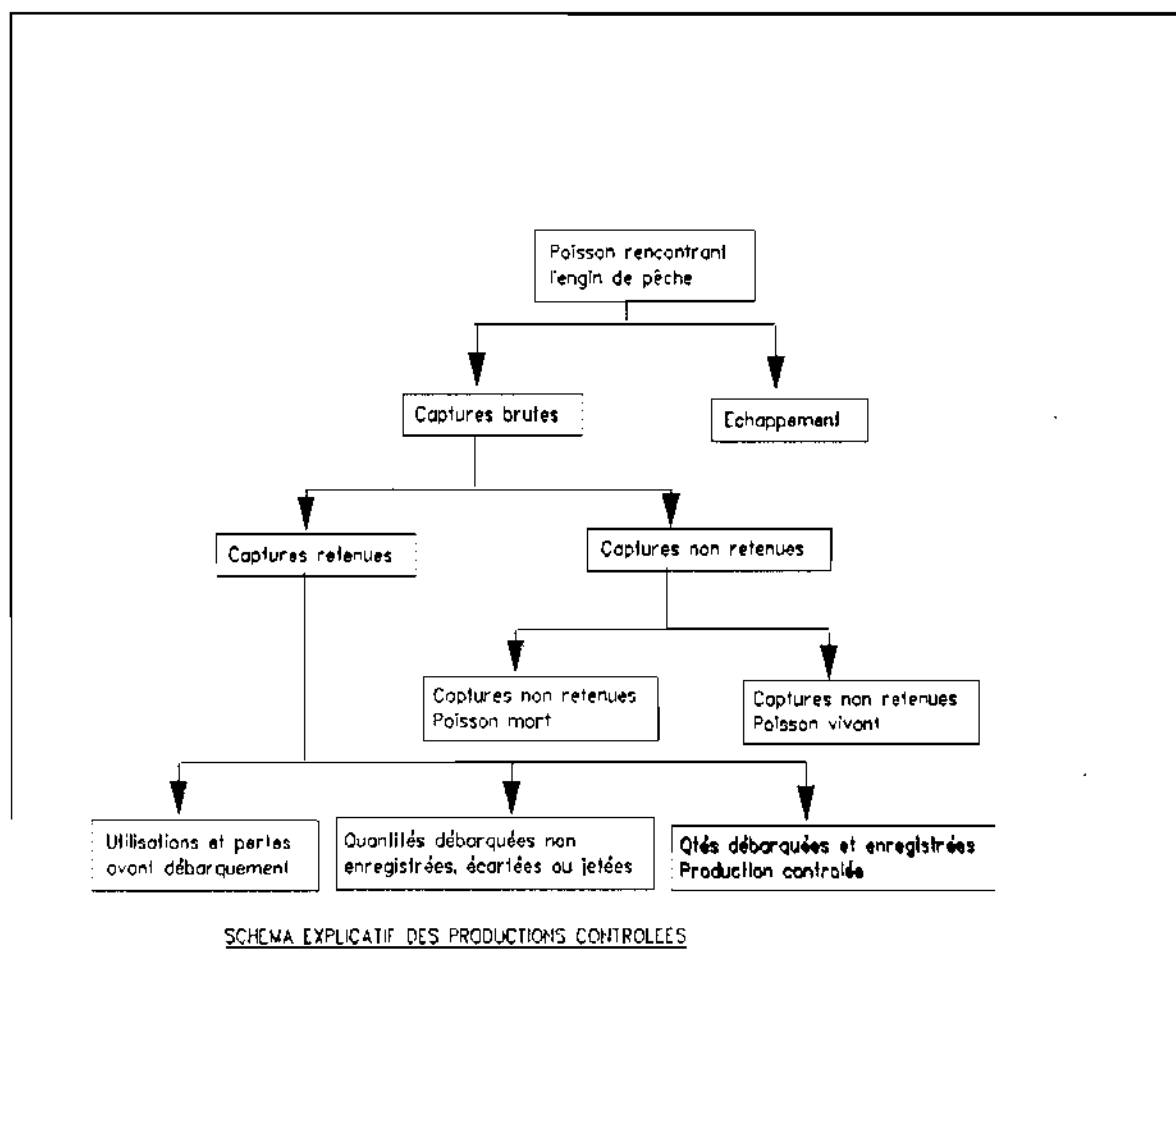 Poisson rencontrant
l'engin de pêche
Captures brutes
Echappement
Captures retenues
Captures non retenues
Captures non retenues
Poisson mort
Captures non retenues
Poisson vivant
Utilisations et pertes
avant débarquement
Quantités débarquées non
enregistrées, écartées ou jetées
Qtés débarquées et enregistrées
Production controlée
SCHEMA EXPLICATIF DES PRODUCTIONS CONTROLEES